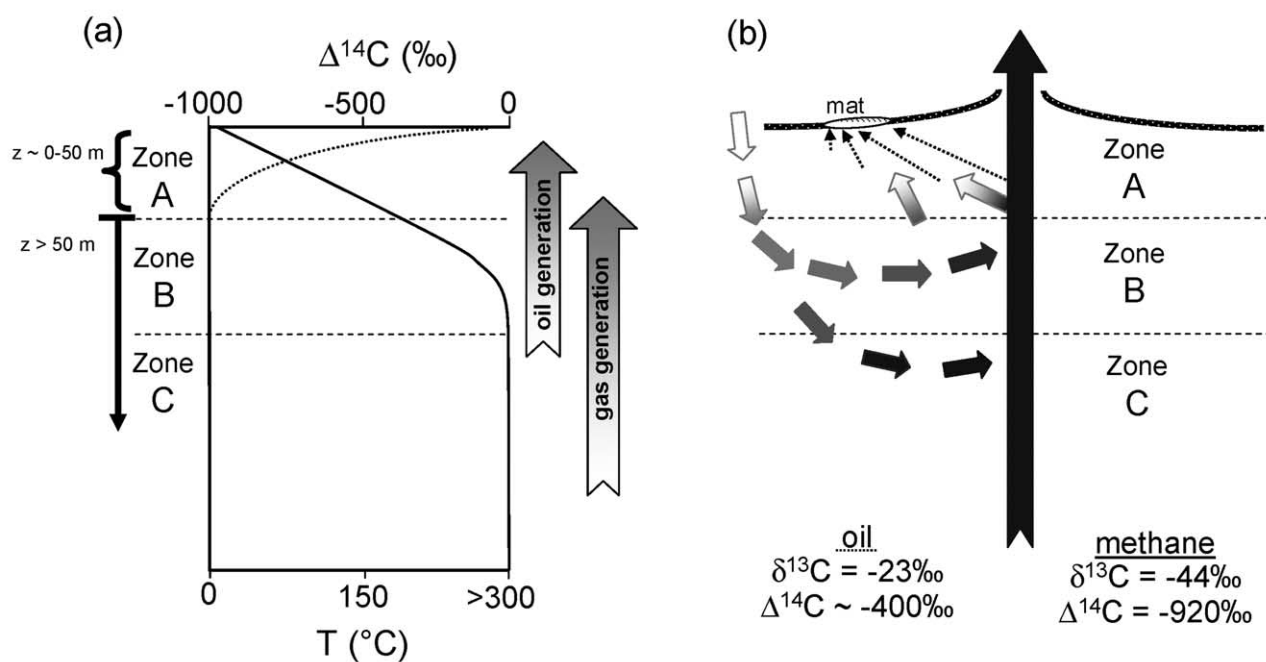 (a)
Δ¹⁴C (‰)
-1000 -500 0
z ~ 0-50 m
Zone
A
z > 50 m
Zone
B
Zone
C
oil generation
gas generation
0 150 >300
T (°C)
(b)
mat
Zone
A
Zone
B
Zone
C
oil
δ¹³C = -23‰
Δ¹⁴C ~ -400‰
methane
δ¹³C = -44‰
Δ¹⁴C = -920‰